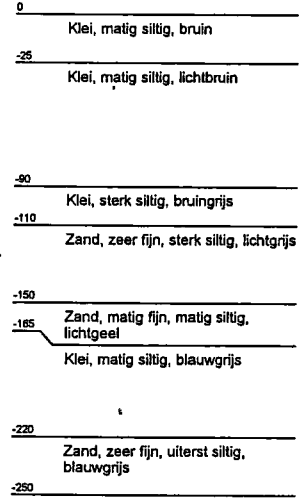 0
Klei, matig siltig, bruin
-25
Klei, matig siltig, lichtbruin
-90
Klei, sterk siltig, bruingrijs
-110
Zand, zeer fijn, sterk siltig, lichtgrijs
-150
Zand, matig fijn, matig siltig,
lichtgeel
-165
Klei, matig siltig, blauwgrijs
-220
Zand, zeer fijn, uiterst siltig,
blauwgrijs
-250